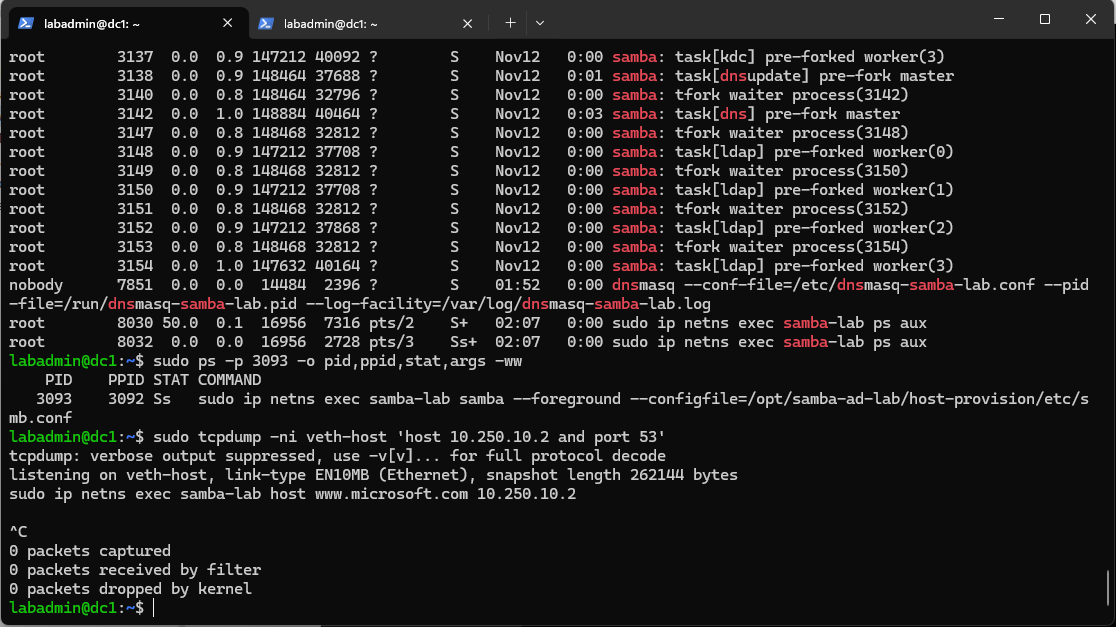 labadmin@dc1: ~
labadmin@dc1: ~
root 3137 0.0 0.9 147212 40092 ? S Nov12 0:00 samba: task[kdc] pre-forked worker(3)
root 3138 0.0 0.9 148464 37688 ? S Nov12 0:01 samba: task[dnsupdate] pre-fork master
root 3140 0.0 0.8 148464 32796 ? S Nov12 0:00 samba: tfork waiter process(3142)
root 3142 0.0 1.0 148884 40464 ? S Nov12 0:03 samba: task[dns] pre-fork master
root 3147 0.0 0.8 148468 32812 ? S Nov12 0:00 samba: tfork waiter process(3148)
root 3148 0.0 0.9 147212 37708 ? S Nov12 0:00 samba: task[ldap] pre-forked worker(0)
root 3149 0.0 0.8 148468 32812 ? S Nov12 0:00 samba: tfork waiter process(3150)
root 3150 0.0 0.9 147212 37708 ? S Nov12 0:00 samba: task[ldap] pre-forked worker(1)
root 3151 0.0 0.8 148468 32812 ? S Nov12 0:00 samba: tfork waiter process(3152)
root 3152 0.0 0.9 147212 37868 ? S Nov12 0:00 samba: task[ldap] pre-forked worker(2)
root 3153 0.0 0.8 148468 32812 ? S Nov12 0:00 samba: tfork waiter process(3154)
root 3154 0.0 1.0 147632 40164 ? S Nov12 0:00 samba: task[ldap] pre-forked worker(3)
nobody 7851 0.0 0.0 14484 2396 ? S 01:52 0:00 dnsmasq --conf-file=/etc/dnsmasq-samba-lab.conf --pid
-file=/run/dnsmasq-samba-lab.pid --log-facility=/var/log/dnsmasq-samba-lab.log
root 8030 50.0 0.1 16956 7316 pts/2 S+ 02:07 0:00 sudo ip netns exec samba-lab ps aux
root 8032 0.0 0.0 16956 2728 pts/3 Ss+ 02:07 0:00 sudo ip netns exec samba-lab ps aux
labadmin@dc1:~$ sudo ps -p 3093 -o pid,ppid,stat,args -ww
PID PPID STAT COMMAND
3093 3092 Ss sudo ip netns exec samba-lab samba --foreground --configfile=/opt/samba-ad-lab/host-provision/etc/s
mb.conf
labadmin@dc1:~$ sudo tcpdump -ni veth-host 'host 10.250.10.2 and port 53'
tcpdump: verbose output suppressed, use -v[v]... for full protocol decode
listening on veth-host, link-type EN10MB (Ethernet), snapshot length 262144 bytes
sudo ip netns exec samba-lab host www.microsoft.com 10.250.10.2
^C
0 packets captured
0 packets received by filter
0 packets dropped by kernel
labadmin@dc1:~$